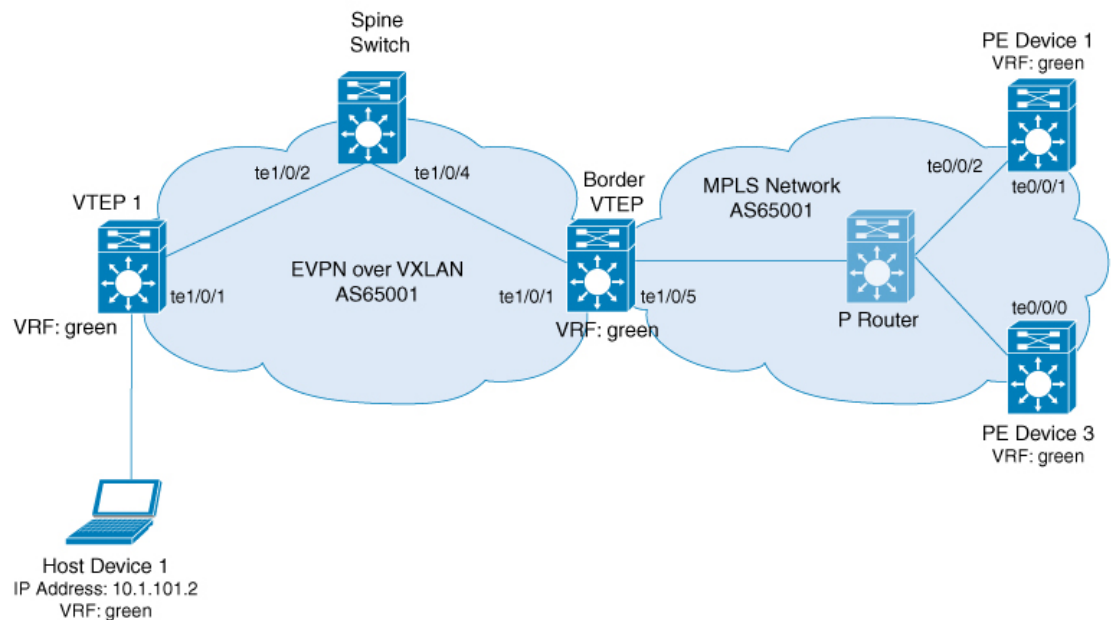 Spine
Switch
PE Device 1
VRF: green
te1/0/2
te1/0/4
te0/0/2
te0/0/1
VTEP 1
Border
VTEP
MPLS Network
AS65001
EVPN over VXLAN
AS65001
te1/0/1
te1/0/1
te1/0/5
VRF: green
VRF: green
P Router
te0/0/0
PE Device 3
VRF: green
Host Device 1
IP Address: 10.1.101.2
VRF: green